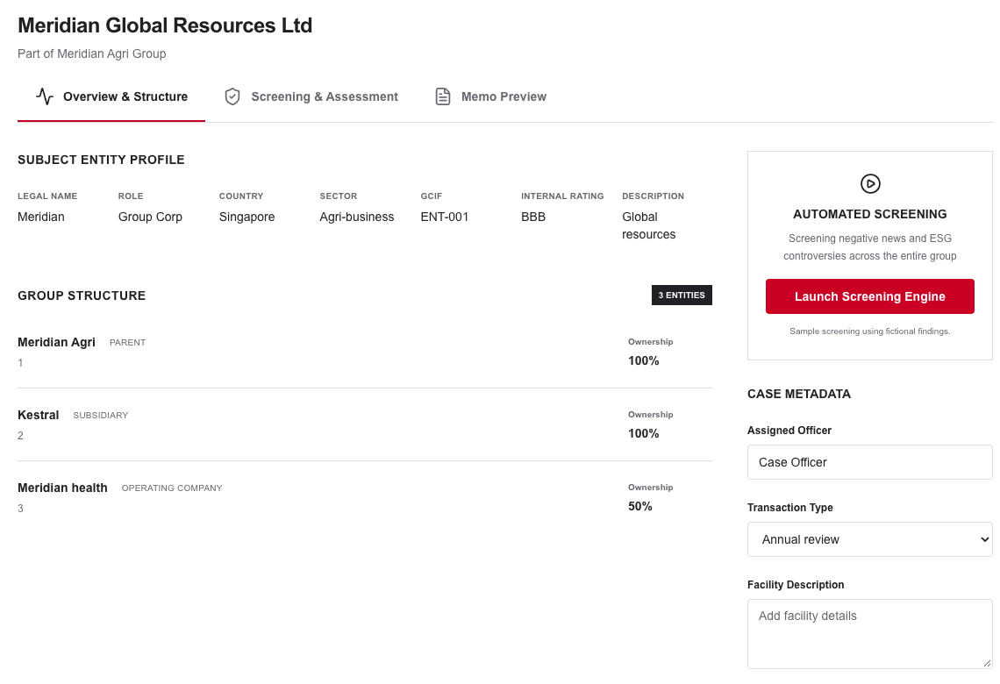 Meridian Global Resources Ltd
Part of Meridian Agri Group
Overview & Structure
Screening & Assessment
Memo Preview
SUBJECT ENTITY PROFILE
LEGAL NAME
ROLE
COUNTRY
SECTOR
GCIF
INTERNAL RATING
DESCRIPTION
Meridian
Group Corp
Singapore
Agri-business
ENT-001
BBB
Global
resources
GROUP STRUCTURE
3 ENTITIES
Meridian Agri
PARENT
1
Ownership
100%
Kestral
SUBSIDIARY
2
Ownership
100%
Meridian health
OPERATING COMPANY
3
Ownership
50%
AUTOMATED SCREENING
Screening negative news and ESG
controversies across the entire group
Launch Screening Engine
Sample screening using fictional findings.
CASE METADATA
Assigned Officer
Case Officer
Transaction Type
Annual review
Facility Description
Add facility details